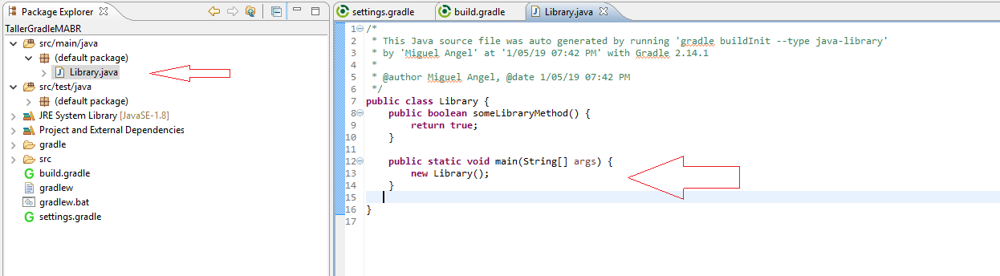 Package Explorer
TallerGradleMABR
src/main/java
(default package)
Library.java
src/test/java
(default package)
JRE System Library [JavaSE-1.8]
Project and External Dependencies
gradle
src
build.gradle
gradlew
gradlew.bat
settings.gradle
settings.gradle
build.gradle
Library.java
1 /*
2 * This Java source file was auto generated by running 'gradle buildInit --type java-library'
3 * by 'Miguel Angel' at '1/05/19 07:42 PM' with Gradle 2.14.1
4 *
5 * @author Miguel Angel, @date 1/05/19 07:42 PM
6 */
7 public class Library {
8 public boolean someLibraryMethod() {
9 return true;
10 }
11
12 public static void main(String[] args) {
13 new Library();
14 }
15
16 }
17